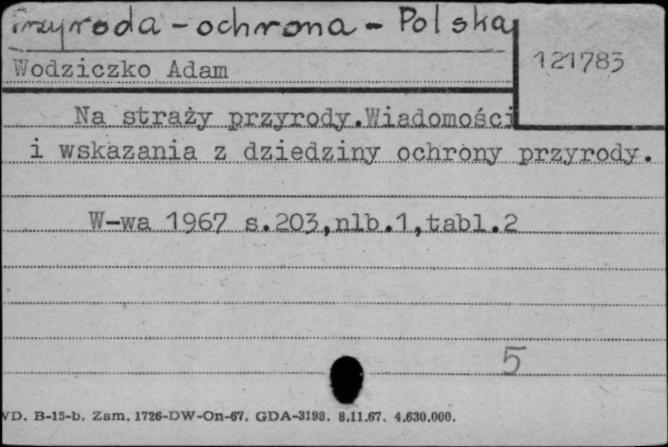 Przyroda - ochrona - Polska
121783
Wodziczko Adam
Na straży przyrody.Wiadomości
i wskazania z dziedziny ochrony przyrody.
W-wa 1967 s.203,nlb.1,tabl.2
5
VD. B-15-b. Zam. 1726-DW-On-67. GDA-3198. 8.11.67. 4.630.000.